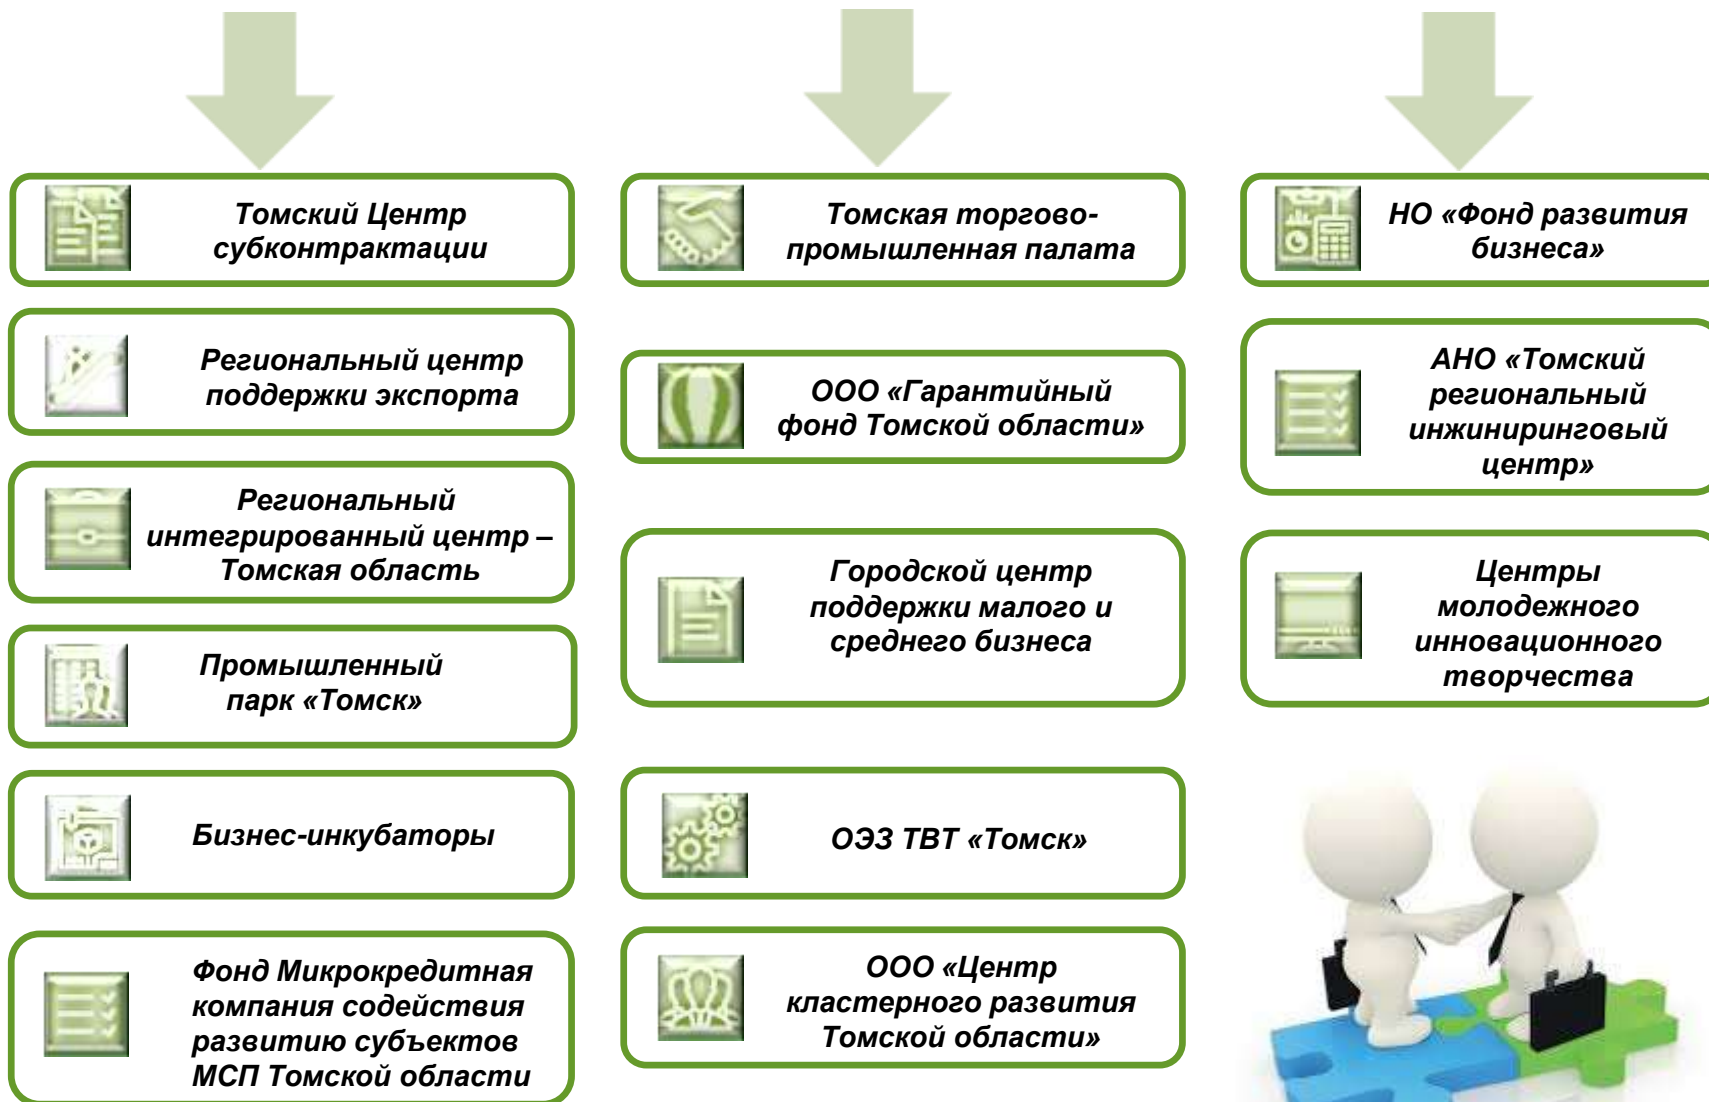 Томский Центр
субконтрактации
Региональный центр
поддержки экспорта
Региональный
интегрированный центр –
Томская область
Промышленный
парк «Томск»
Бизнес-инкубаторы
Фонд Микрокредитная
компания содействия
развитию субъектов
МСП Томской области
Томская торгово-
промышленная палата
ООО «Гарантийный
фонд Томской области»
Городской центр
поддержки малого и
среднего бизнеса
ОЭЗ ТВТ «Томск»
ООО «Центр
кластерного развития
Томской области»
НО «Фонд развития
бизнеса»
АНО «Томский
региональный
инжиниринговый
центр»
Центры
молодежного
инновационного
творчества